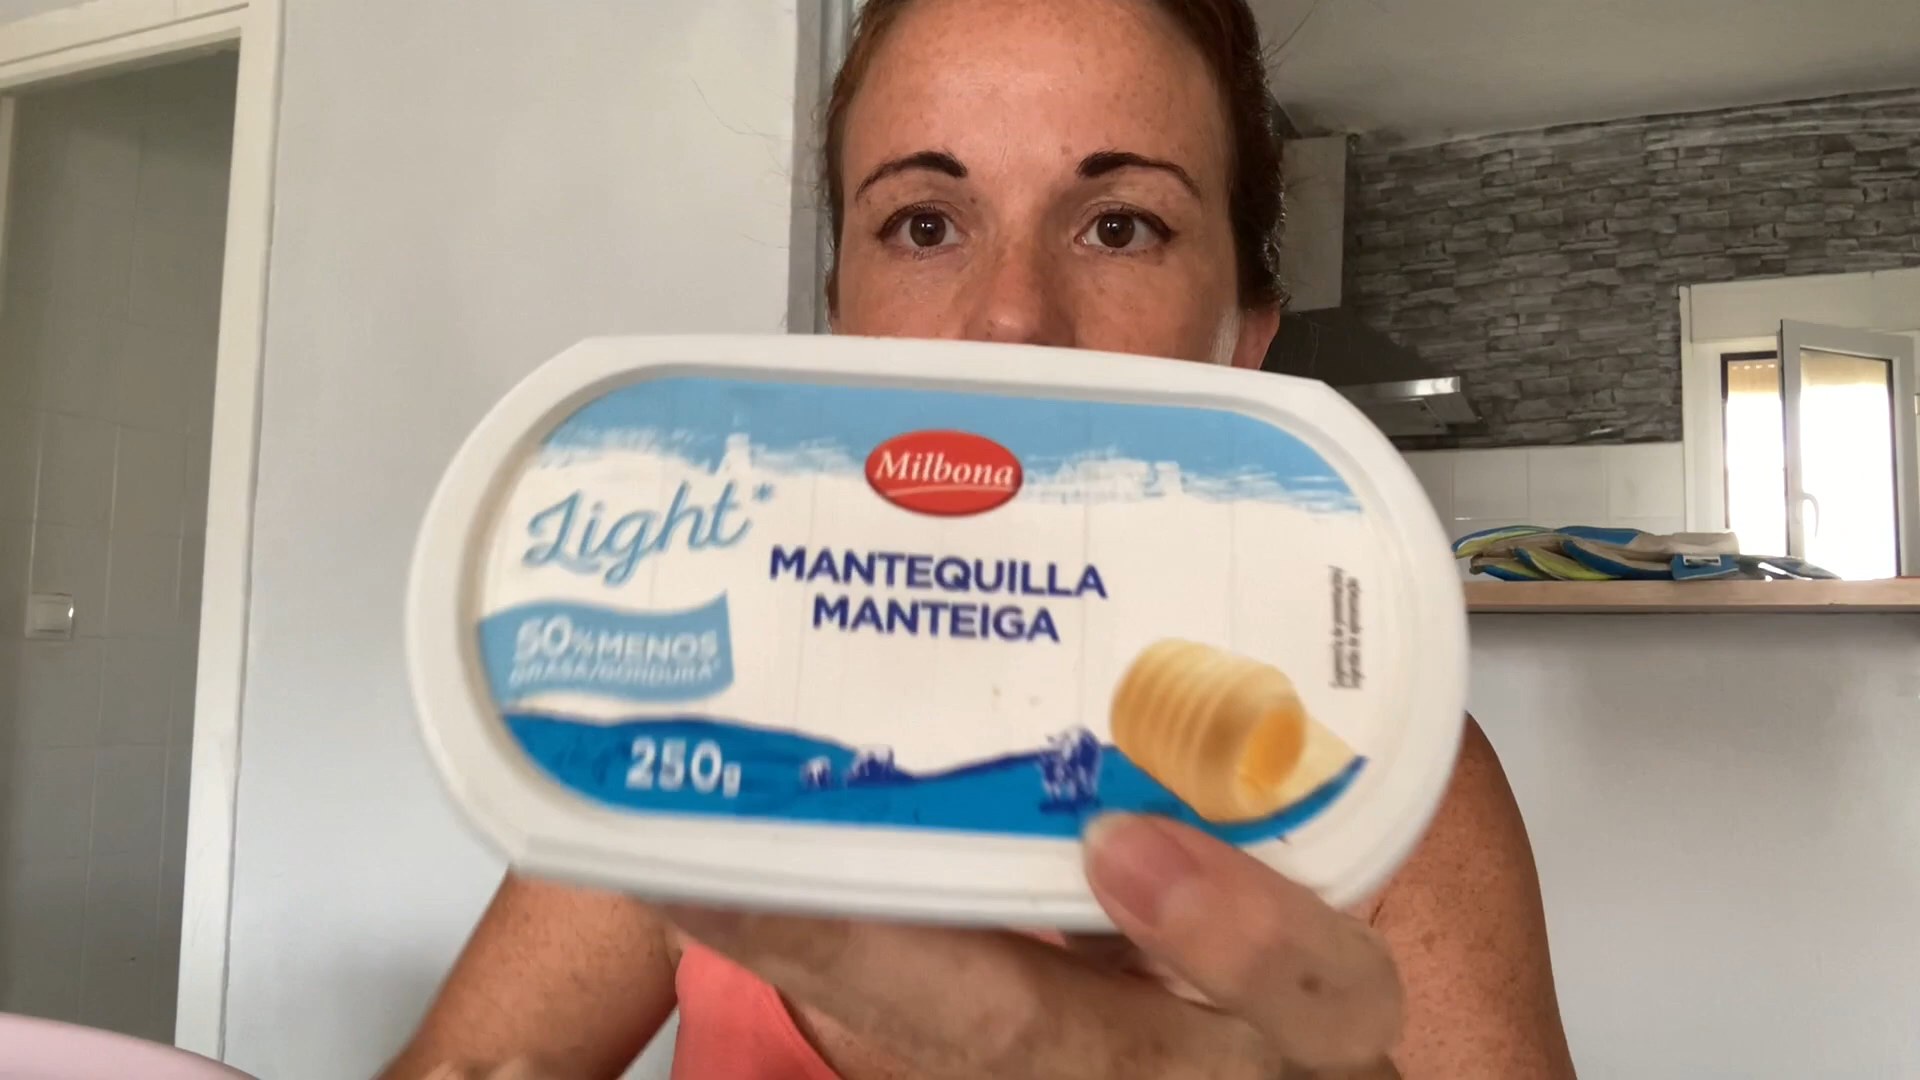 Milbona
Light*
MANTEQUILLA
MANTEIGA
50% MENOS
GRASA/GORDURA*
250g